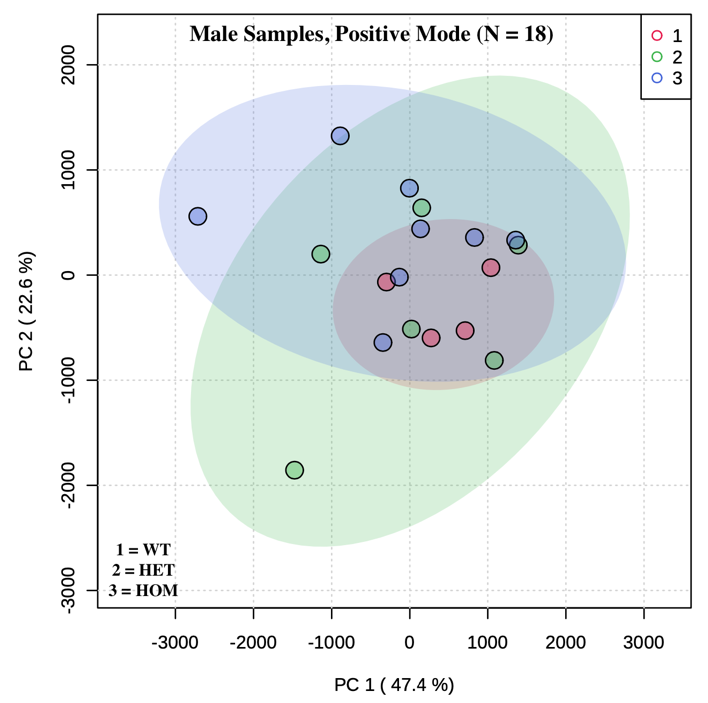 Male Samples, Positive Mode (N = 18)
1
2
3
2000
1000
0
-1000
-2000
-3000
PC 2 ( 22.6 %)
1 = WT
2 = HET
3 = HOM
-3000 -2000 -1000 0 1000 2000 3000
PC 1 ( 47.4 %)